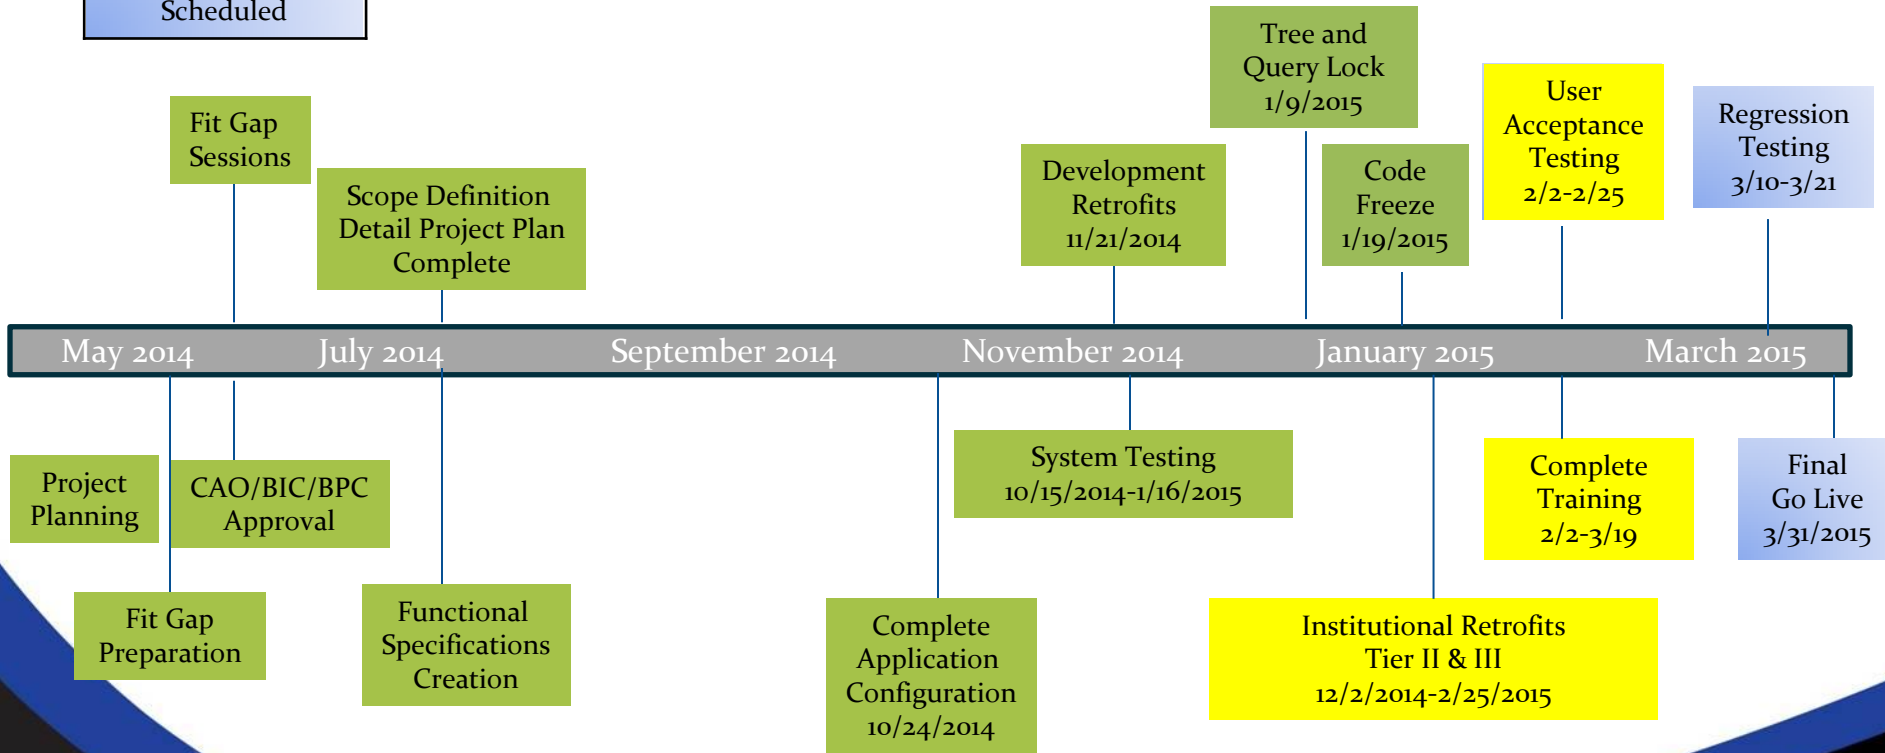 Scheduled
Tree and
Query Lock
1/9/2015
User
Acceptance
Testing
2/2-2/25
Regression
Testing
3/10-3/21
Fit Gap
Sessions
Scope Definition
Detail Project Plan
Complete
Development
Retrofits
11/21/2014
Code
Freeze
1/19/2015
May 2014
July 2014
September 2014
November 2014
January 2015
March 2015
Project
Planning
CAO/BIC/BPC
Approval
System Testing
10/15/2014-1/16/2015
Complete
Training
2/2-3/19
Final
Go Live
3/31/2015
Fit Gap
Preparation
Functional
Specifications
Creation
Complete
Application
Configuration
10/24/2014
Institutional Retrofits
Tier II & III
12/2/2014-2/25/2015